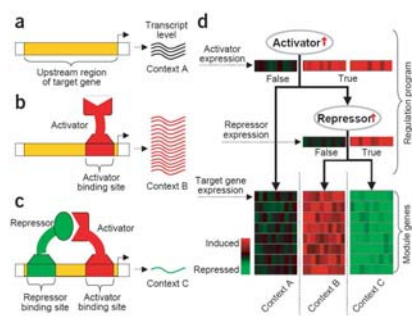 a
Transcript
level
Upstream region
of target gene
Context A
b
Activator
Activator
binding site
Context B
c
Repressor
Activator
Repressor
binding site
Activator
binding site
Context C
d
Activator↑
Activator
expression
False
True
Repressor↑
Repressor
expression
False
True
Target gene
expression
Induced
Repressed
Context A
Context B
Context C
Regulation program
Module genes